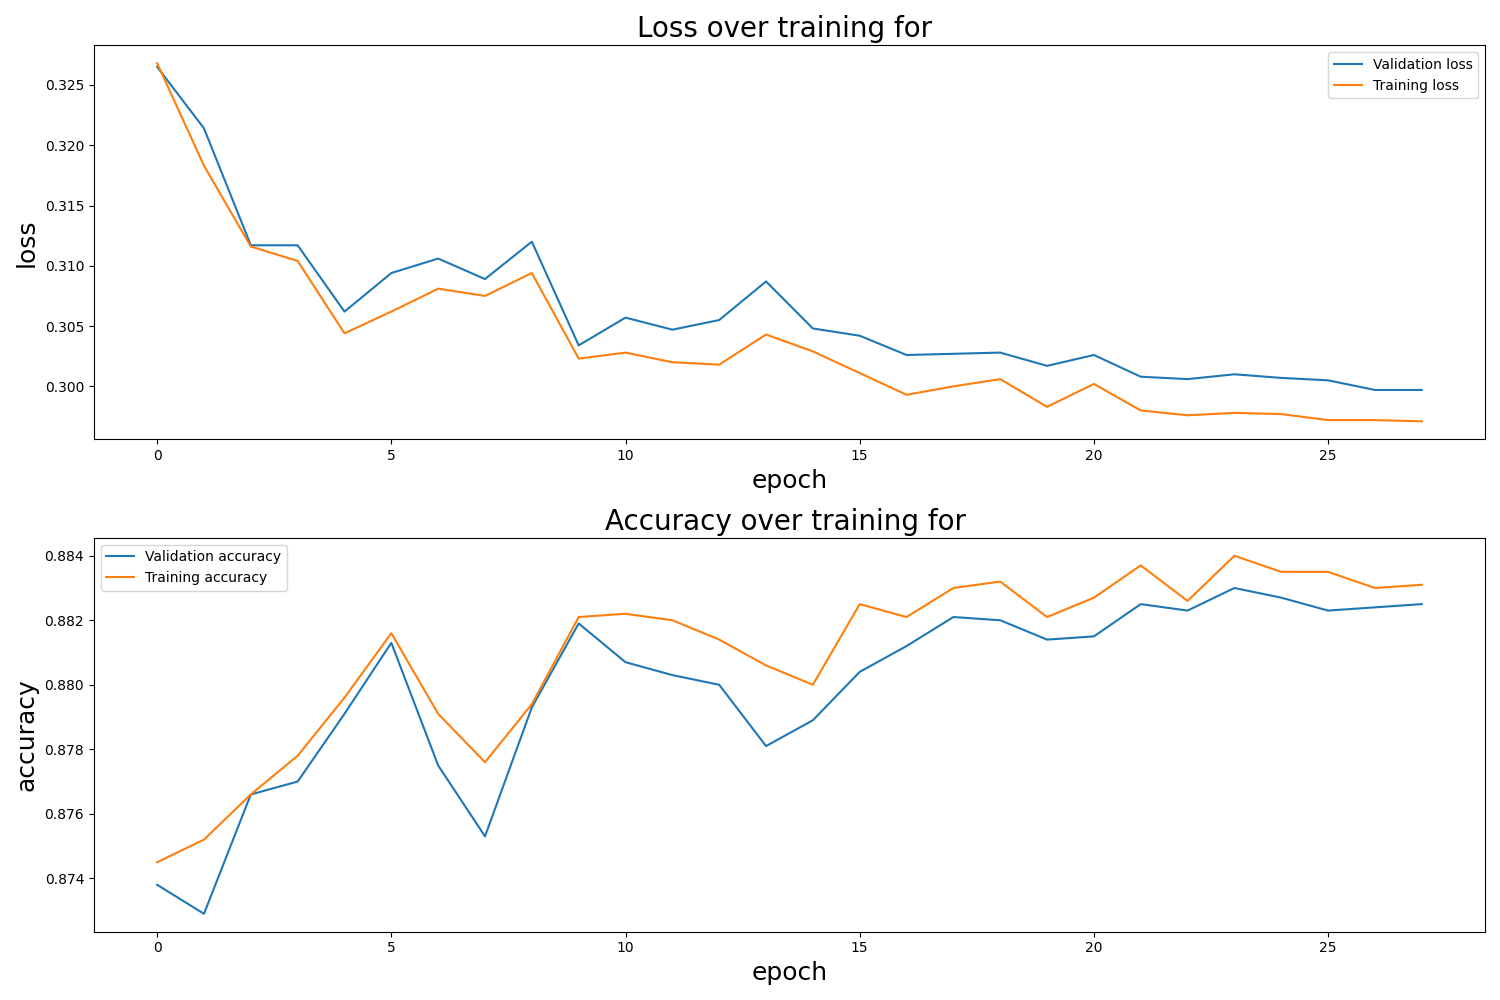 Loss over training for
Validation loss
Training loss
0.325
0.320
0.315
0.310
0.305
0.300
loss
0 5 10 15 20 25
epoch
Accuracy over training for
Validation accuracy
Training accuracy
0.884
0.882
0.880
0.878
0.876
0.874
accuracy
0 5 10 15 20 25
epoch